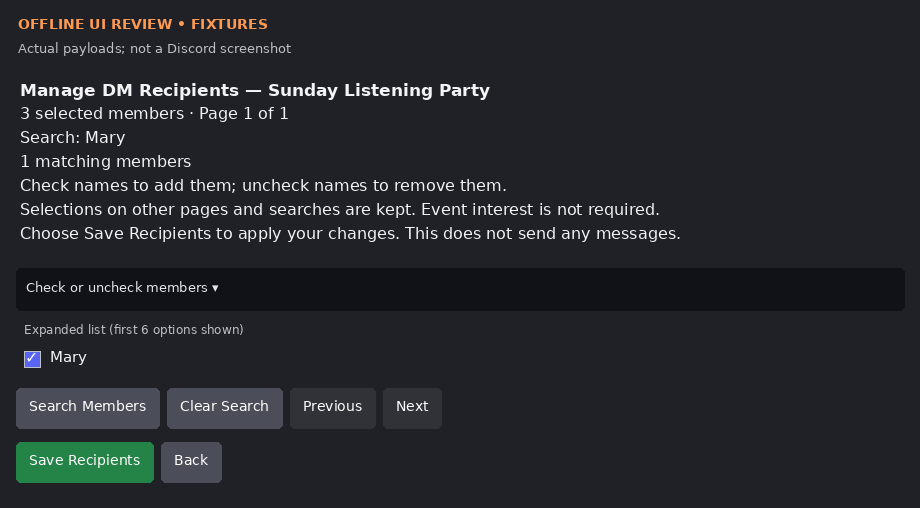 OFFLINE UI REVIEW • FIXTURES
Actual payloads; not a Discord screenshot
Manage DM Recipients — Sunday Listening Party
3 selected members · Page 1 of 1
Search: Mary
1 matching members
Check names to add them; uncheck names to remove them.
Selections on other pages and searches are kept. Event interest is not required.
Choose Save Recipients to apply your changes. This does not send any messages.
Check or uncheck members ▾
Expanded list (first 6 options shown)
✓ Mary
Search Members Clear Search Previous Next
Save Recipients Back